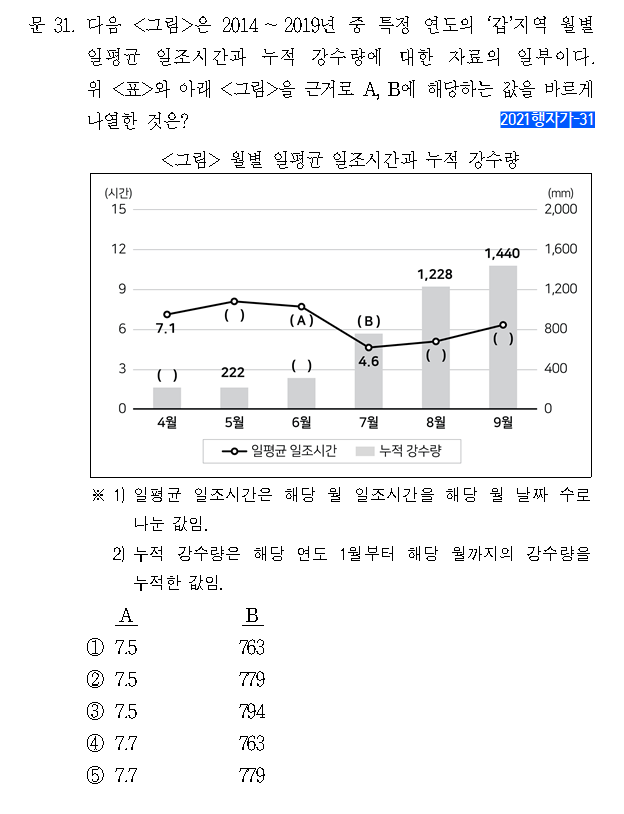 문 31. 다음 <그림>은 2014 ~ 2019년 중 특정 연도의 '갑'지역 월별
일평균 일조시간과 누적 강수량에 대한 자료의 일부이다.
위 <표>와 아래 <그림>을 근거로 A, B에 해당하는 값을 바르게
나열한 것은?
2021행자가-31
<그림> 월별 일평균 일조시간과 누적 강수량
(시간) (mm)
15 2,000
1,440
12 1,600
1,228
9 1,200
7.1 ( ) (A) (B)
6 800
4.6 ( ) ( )
( ) 222 ( )
3 400
0 0
4월 5월 6월 7월 8월 9월
일평균 일조시간 누적 강수량
※ 1) 일평균 일조시간은 해당 월 일조시간을 해당 월 날짜 수로
나눈 값임.
2) 누적 강수량은 해당 연도 1월부터 해당 월까지의 강수량을
누적한 값임.
A B
① 7.5 763
② 7.5 779
③ 7.5 794
④ 7.7 763
⑤ 7.7 779